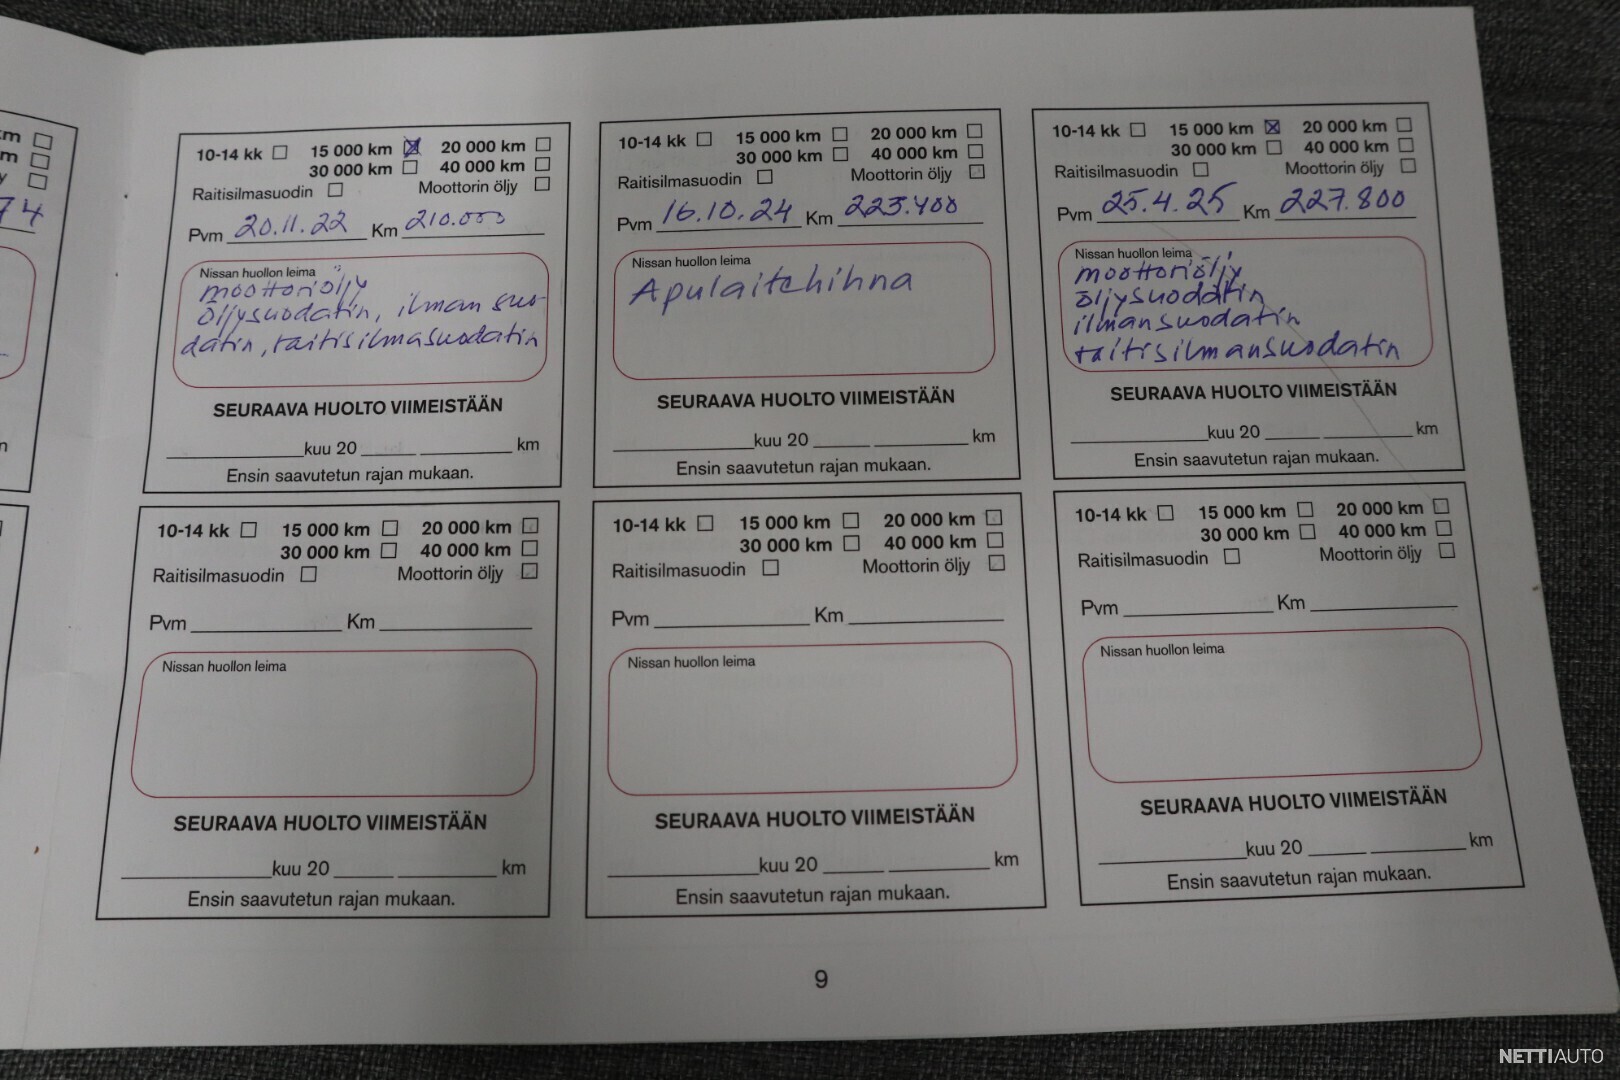 km
m
y
74
n
10-14 kk 15 000 km 20 000 km
30 000 km 40 000 km
Raitisilmasuodin Moottorin öljy
Pvm 20.11.22 Km 210.000
Nissan huollon leima
moottoriöljy
öljysuodatin, ilman suo-
datin, raitisilmasuodatin
SEURAAVA HUOLTO VIIMEISTÄÄN
kuu 20 km
Ensin saavutetun rajan mukaan.
10-14 kk 15 000 km 20 000 km
30 000 km 40 000 km
Raitisilmasuodin Moottorin öljy
Pvm 16.10.24 Km 223.400
Nissan huollon leima
Apulaitehihna
SEURAAVA HUOLTO VIIMEISTÄÄN
kuu 20 km
Ensin saavutetun rajan mukaan.
10-14 kk 15 000 km 20 000 km
30 000 km 40 000 km
Raitisilmasuodin Moottorin öljy
Pvm 25.4.25 Km 227.800
Nissan huollon leima
moottoriöljy
öljysuodatin
ilmansuodatin
raitisilmansuodatin
SEURAAVA HUOLTO VIIMEISTÄÄN
kuu 20 km
Ensin saavutetun rajan mukaan.
10-14 kk 15 000 km 20 000 km
30 000 km 40 000 km
Raitisilmasuodin Moottorin öljy
Pvm Km
Nissan huollon leima
SEURAAVA HUOLTO VIIMEISTÄÄN
kuu 20 km
Ensin saavutetun rajan mukaan.
10-14 kk 15 000 km 20 000 km
30 000 km 40 000 km
Raitisilmasuodin Moottorin öljy
Pvm Km
Nissan huollon leima
SEURAAVA HUOLTO VIIMEISTÄÄN
kuu 20 km
Ensin saavutetun rajan mukaan.
10-14 kk 15 000 km 20 000 km
30 000 km 40 000 km
Raitisilmasuodin Moottorin öljy
Pvm Km
Nissan huollon leima
SEURAAVA HUOLTO VIIMEISTÄÄN
kuu 20 km
Ensin saavutetun rajan mukaan.
9
NETTIAUTO